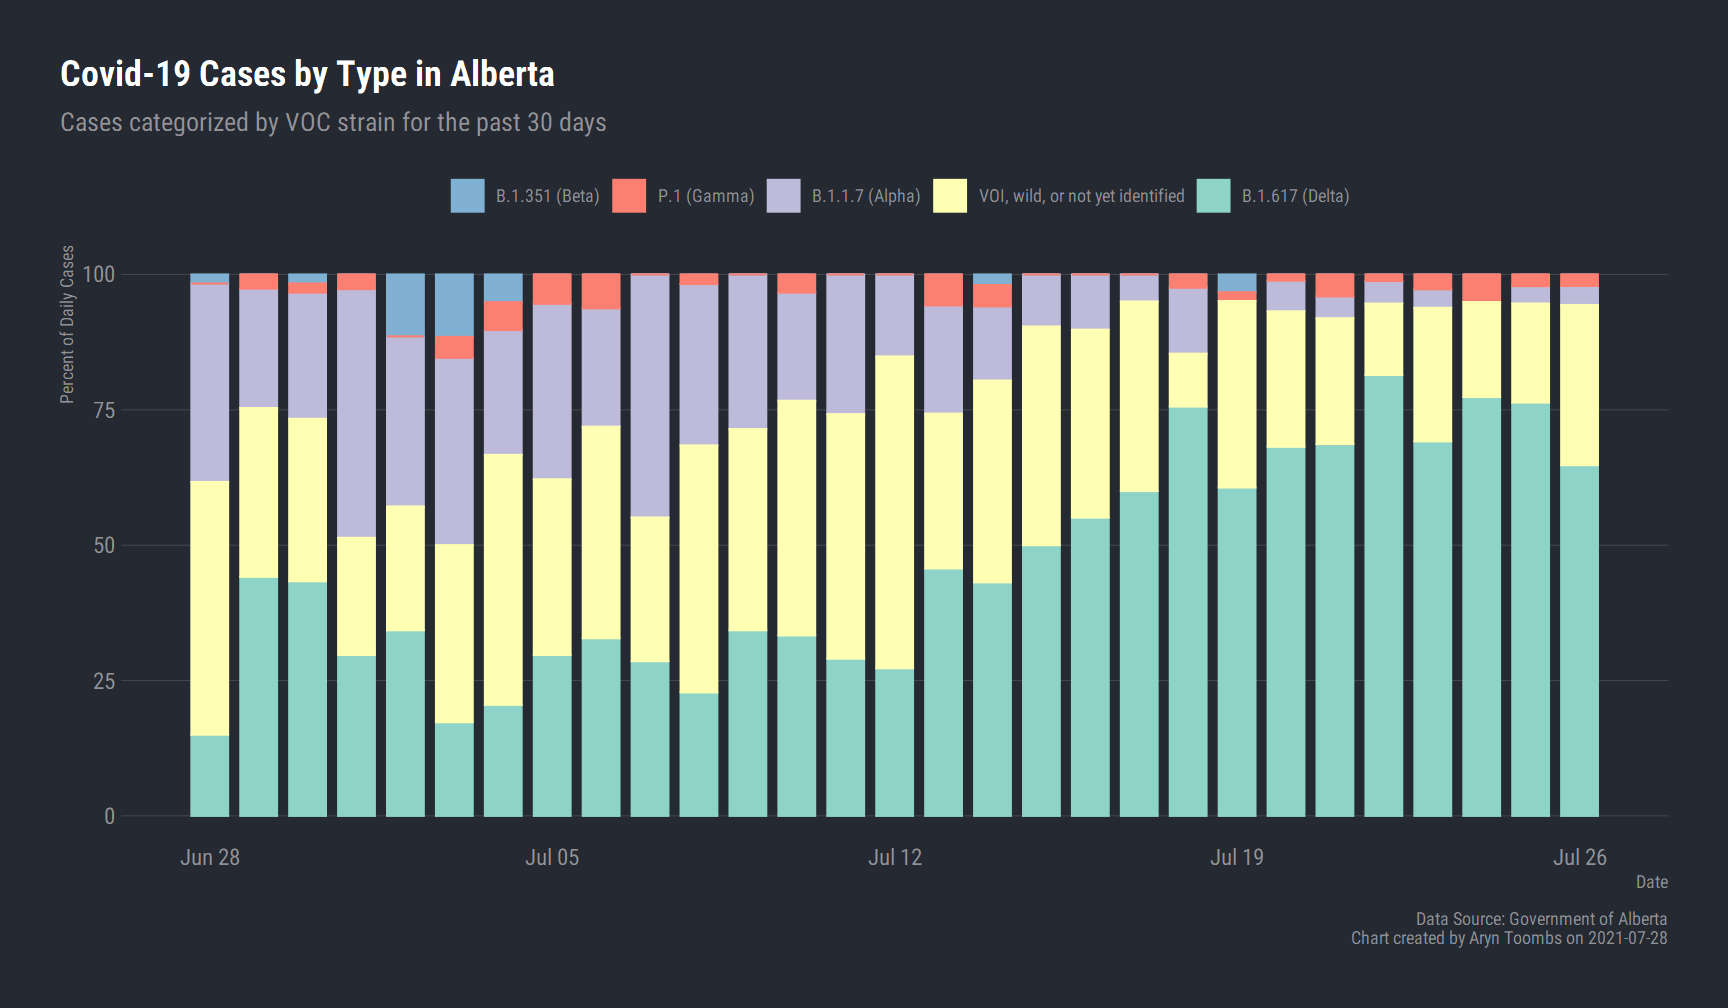 Covid-19 Cases by Type in Alberta
Cases categorized by VOC strain for the past 30 days
B.1.351 (Beta) P.1 (Gamma) B.1.1.7 (Alpha) VOI, wild, or not yet identified B.1.617 (Delta)
Percent of Daily Cases
100
75
50
25
0
Jun 28 Jul 05 Jul 12 Jul 19 Jul 26
Date
Data Source: Government of Alberta
Chart created by Aryn Toombs on 2021-07-28